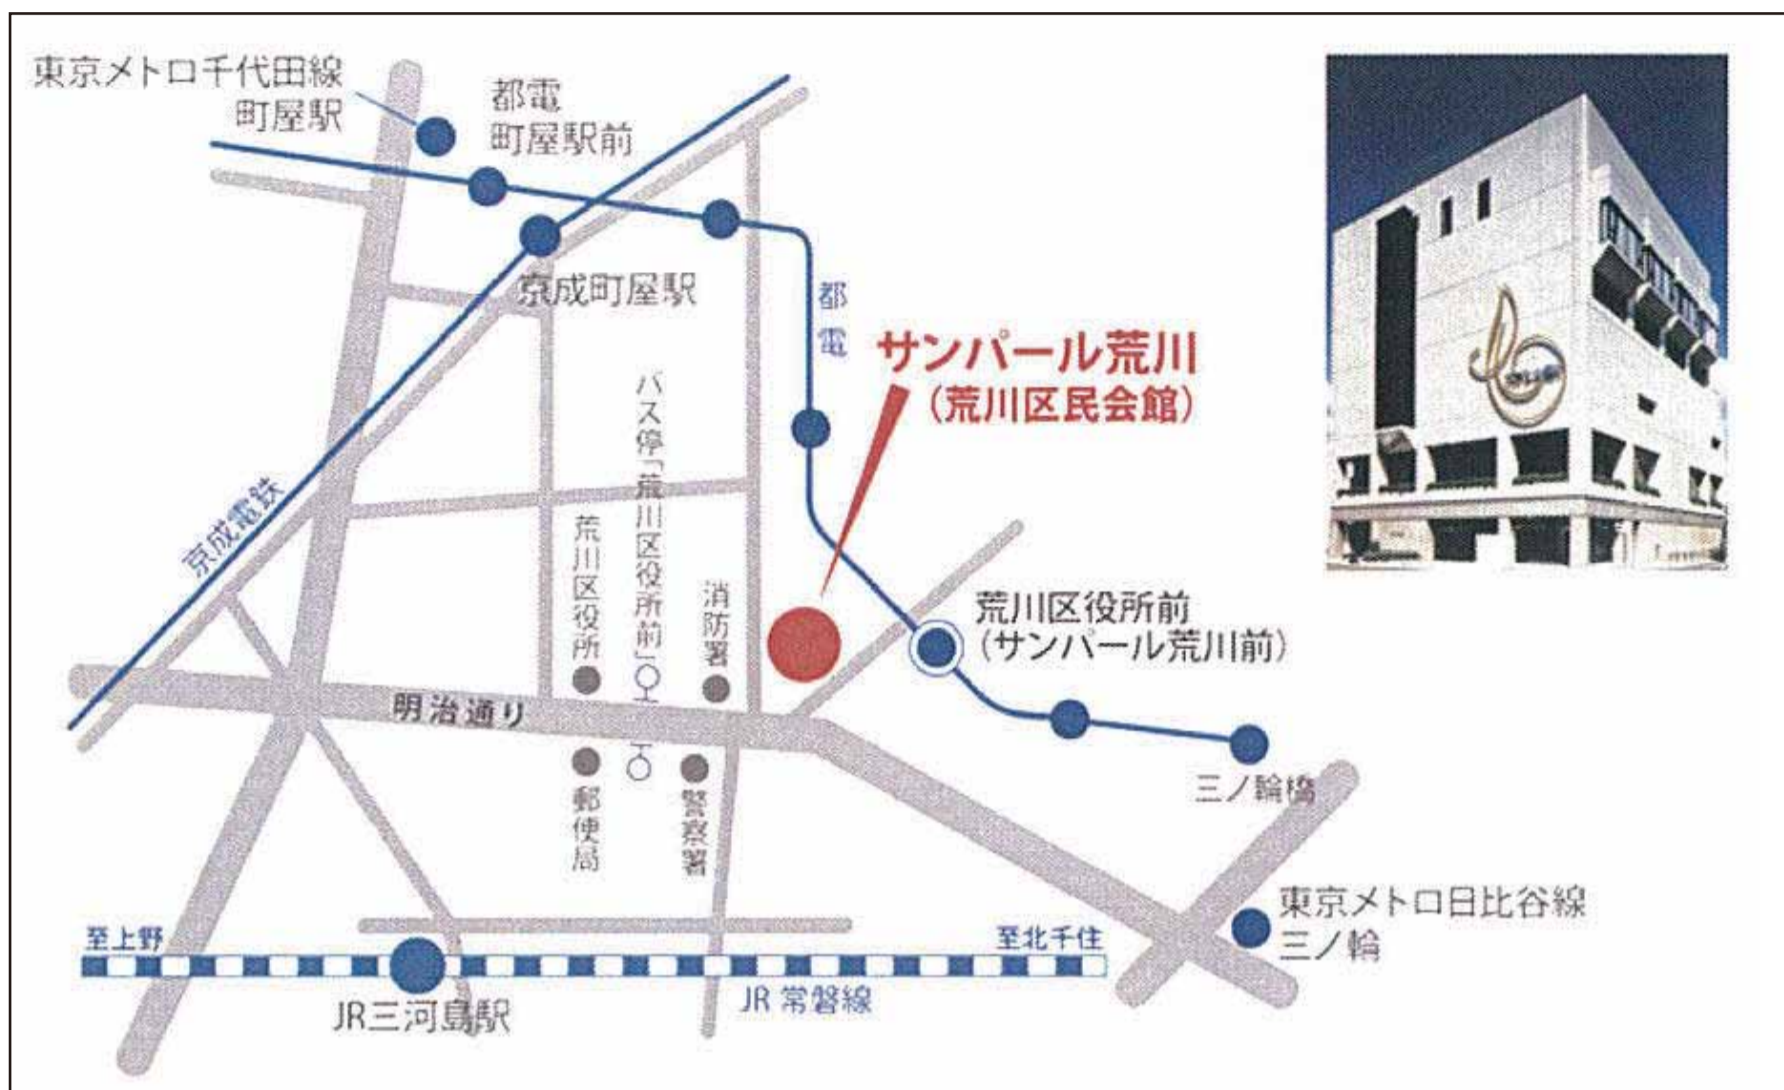 東京メトロ千代田線
町屋駅
都電
町屋駅前
京成町屋駅
都電
サンパール荒川
(荒川区民会館)
バス停「荒川区役所前」
京成電鉄
荒川区役所
消防署
荒川区役所前
(サンパール荒川前)
明治通り
郵便局
警察署
三ノ輪橋
東京メトロ日比谷線
三ノ輪
至上野
至北千住
JR三河島駅
JR 常磐線